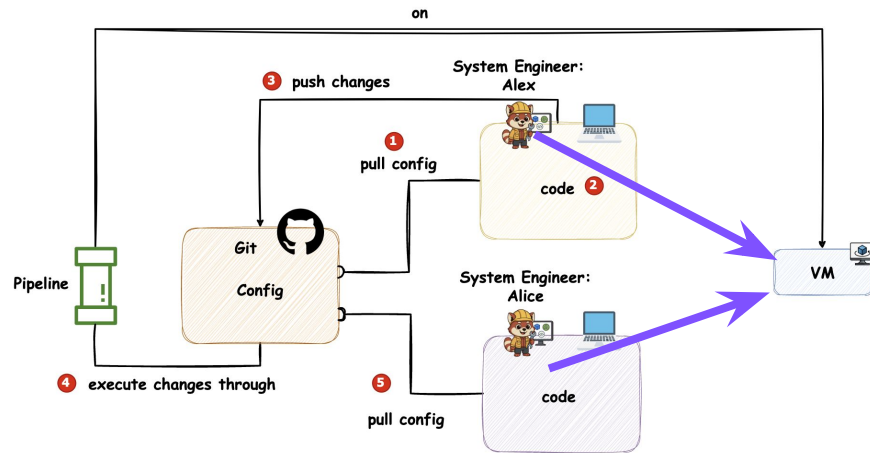 on
System Engineer:
Alex
3 push changes
1
pull config
code 2
Git
Config
System Engineer:
Alice
VM
Pipeline
4 execute changes through
5
pull config
code